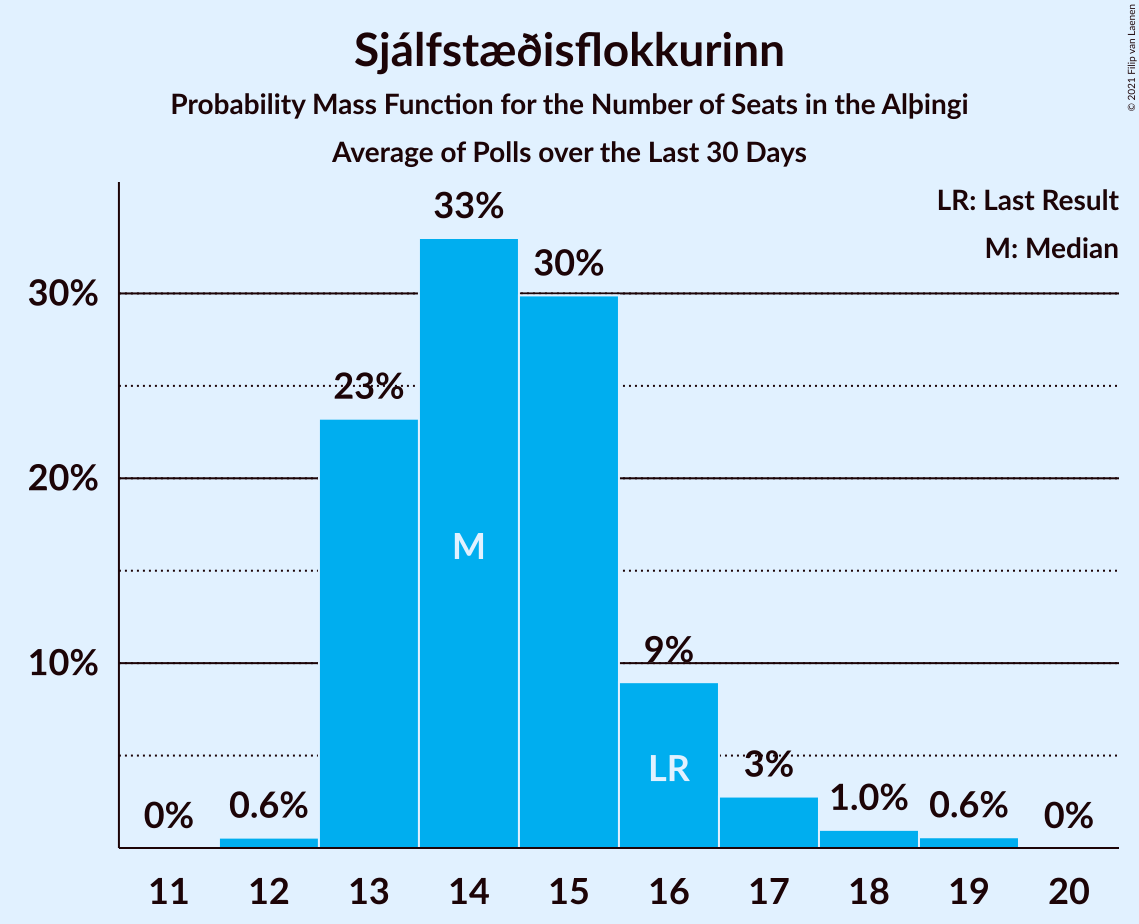 Sjálfstæðisflokkurinn
Probability Mass Function for the Number of Seats in the Alþingi
Average of Polls over the Last 30 Days
© 2021 Filip van Laenen
LR: Last Result
M: Median
33%
30%
30%
23%
20%
M
10%
9%
LR
3%
0%
0.6%
1.0%
0.6%
0%
11 12 13 14 15 16 17 18 19 20